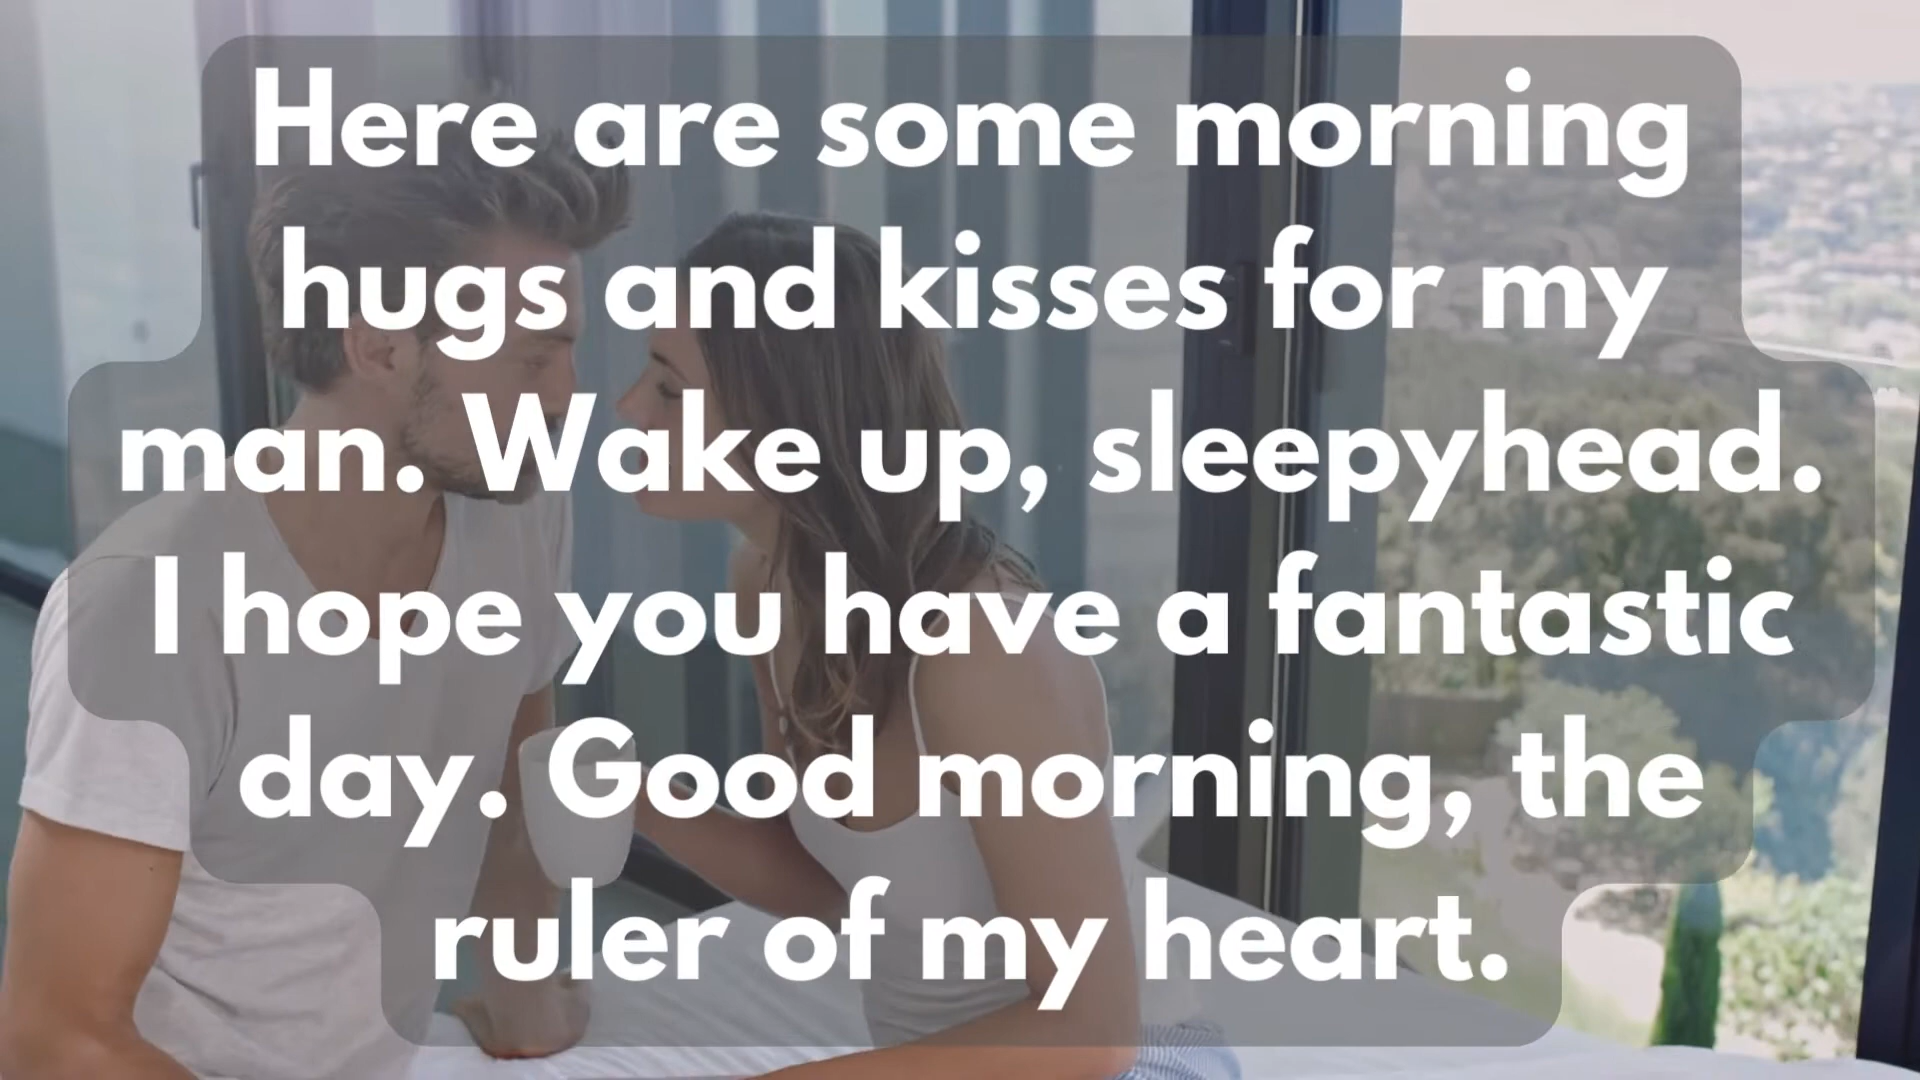 Here are some morning
hugs and kisses for my
man. Wake up, sleepyhead.
I hope you have a fantastic
day. Good morning, the
ruler of my heart.